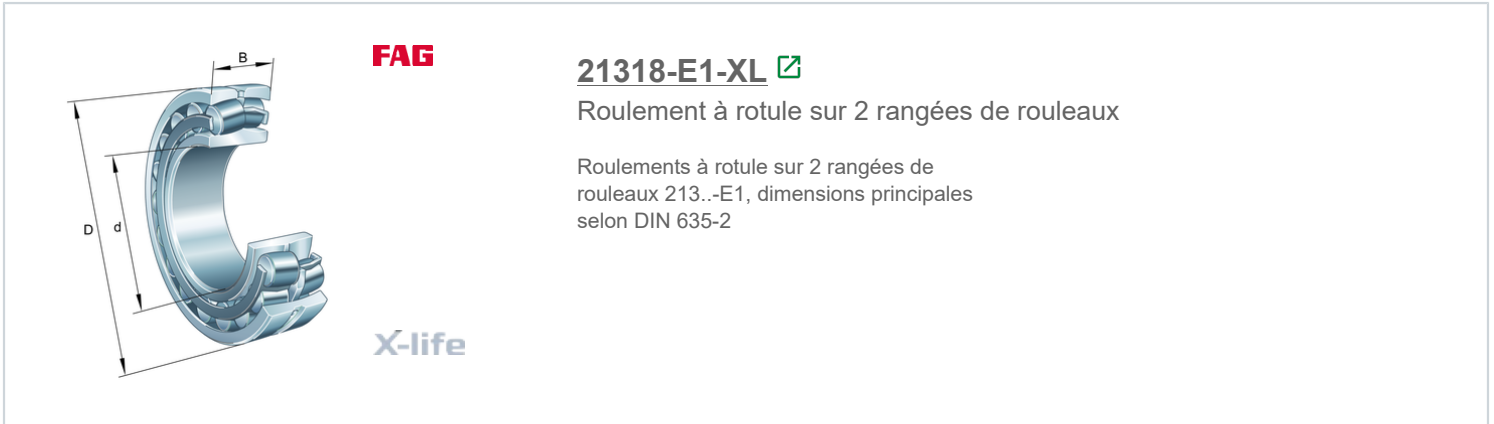 B
FAG
21318-E1-XL
Roulement à rotule sur 2 rangées de rouleaux
Roulements à rotule sur 2 rangées de
rouleaux 213..-E1, dimensions principales
selon DIN 635-2
D
d
X-life